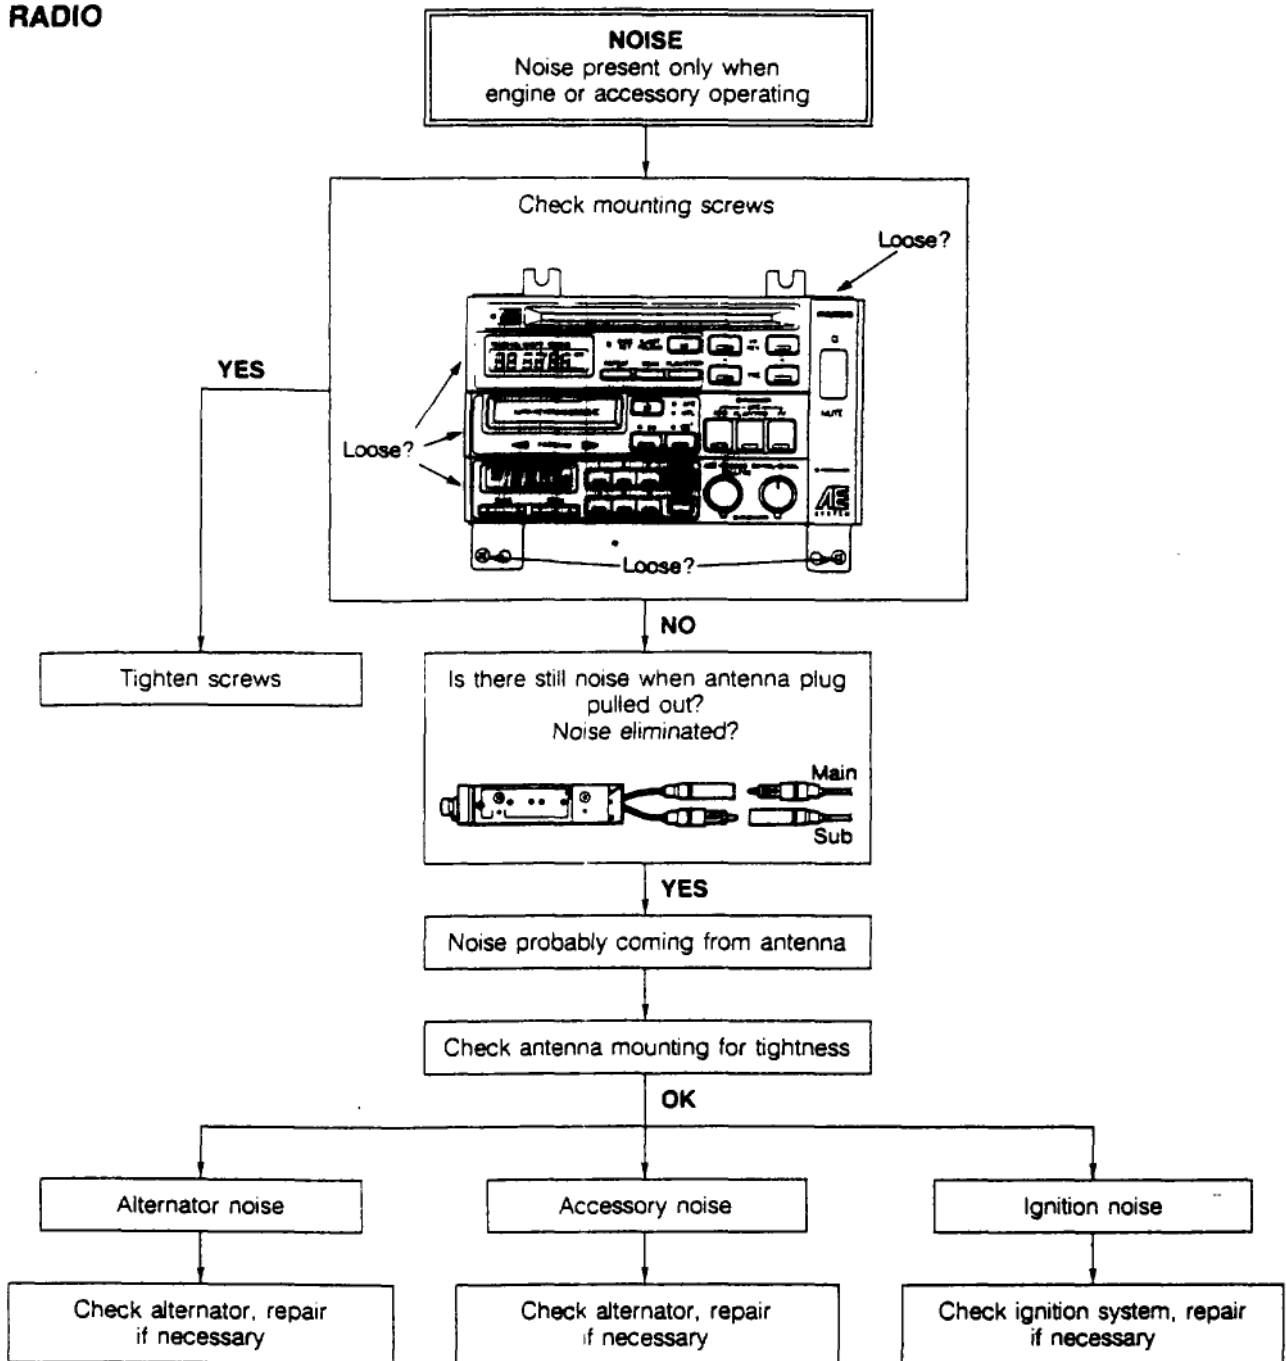 RADIO
NOISE
Noise present only when
engine or accessory operating
Check mounting screws
Loose?
YES
MUTE
Loose?
AE
SYSTEM
Loose?
NO
Tighten screws
Is there still noise when antenna plug
pulled out?
Noise eliminated?
Main
Sub
YES
Noise probably coming from antenna
Check antenna mounting for tightness
OK
Alternator noise
Accessory noise
Ignition noise
Check alternator, repair
if necessary
Check alternator, repair
if necessary
Check ignition system, repair
if necessary